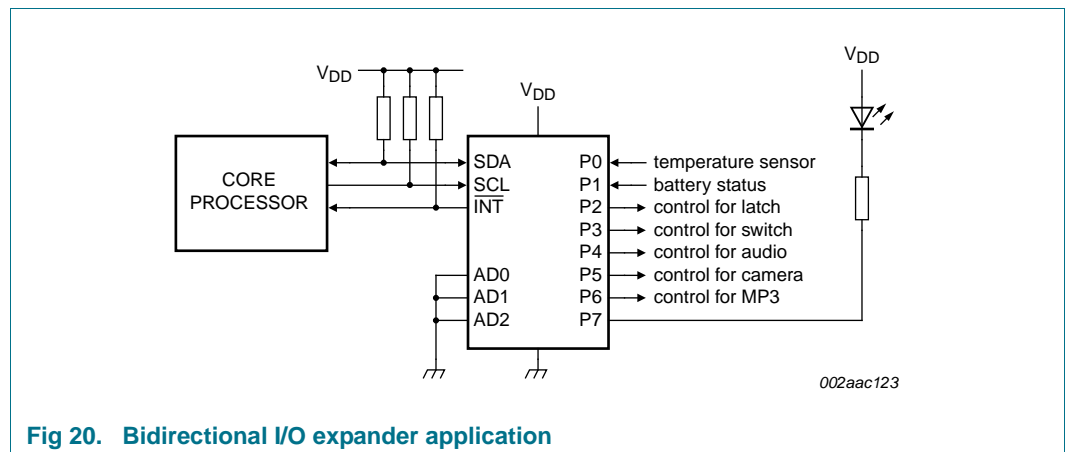 VDD
VDD
VDD
CORE
PROCESSOR
SDA
SCL
INT
AD0
AD1
AD2
P0
P1
P2
P3
P4
P5
P6
P7
temperature sensor
battery status
control for latch
control for switch
control for audio
control for camera
control for MP3
002aac123
Fig 20. Bidirectional I/O expander application